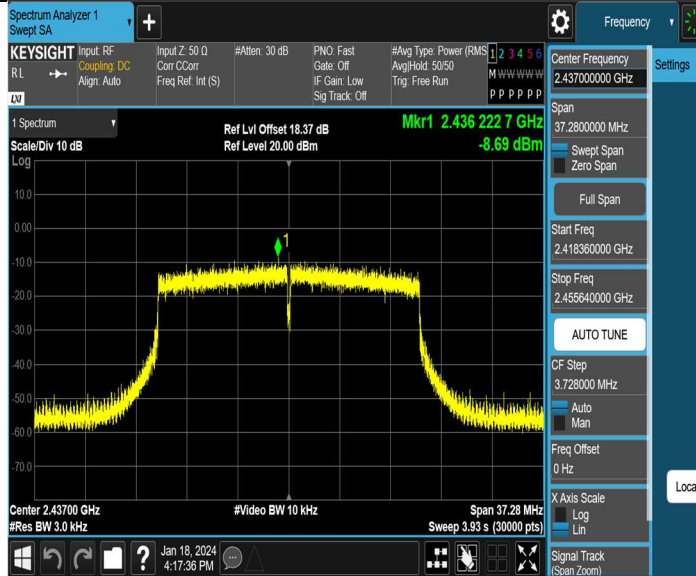 Spectrum Analyzer 1
Swept SA
+
Frequency
KEYSIGHT
RL
LXI
Input: RF
Coupling: DC
Align: Auto
Input Z: 50 Ω
Corr CCorr
Freq Ref: Int (S)
#Atten: 30 dB
PNO: Fast
Gate: Off
IF Gain: Low
Sig Track: Off
#Avg Type: Power (RMS
Avg|Hold: 50/50
Trig: Free Run
1 2 3 4 5 6
M W W W W W
P P P P P P
Center Frequency
2.437000000 GHz
Settings
Span
37.2800000 MHz
Swept Span
Zero Span
Full Span
Start Freq
2.418360000 GHz
Stop Freq
2.455640000 GHz
AUTO TUNE
CF Step
3.728000 MHz
Auto
Man
Freq Offset
0 Hz
X Axis Scale
Log
Lin
Signal Track
(Span Zoom)
Loca
1 Spectrum
Scale/Div 10 dB
Log
Ref Lvl Offset 18.37 dB
Ref Level 20.00 dBm
Mkr1 2.436 222 7 GHz
-8.69 dBm
10.0
0.00
-10.0
-20.0
-30.0
-40.0
-50.0
-60.0
-70.0
1
Center 2.43700 GHz
#Res BW 3.0 kHz
#Video BW 10 kHz
Span 37.28 MHz
Sweep 3.93 s (30000 pts)
?
Jan 18, 2024
4:17:36 PM